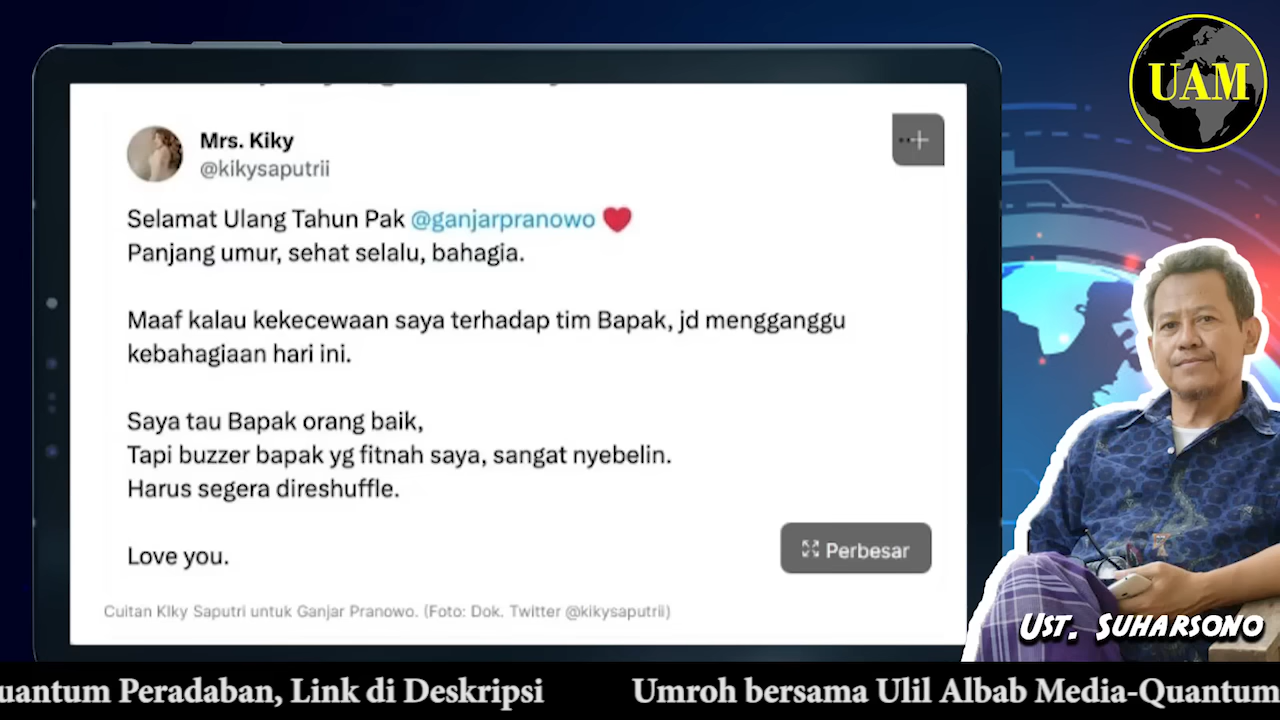 UAM
Mrs. Kiky
@kikysaputrii
Selamat Ulang Tahun Pak @ganjarpranowo ❤️
Panjang umur, sehat selalu, bahagia.
Maaf kalau kekecewaan saya terhadap tim Bapak, jd mengganggu
kebahagiaan hari ini.
Saya tau Bapak orang baik,
Tapi buzzer bapak yg fitnah saya, sangat nyebelin.
Harus segera direshuffle.
Love you.
Perbesar
Cuitan KIky Saputri untuk Ganjar Pranowo. (Foto: Dok. Twitter @kikysaputrii)
UST. SUHARSONO
uantum Peradaban, Link di Deskripsi Umroh bersama Ulil Albab Media-Quantum